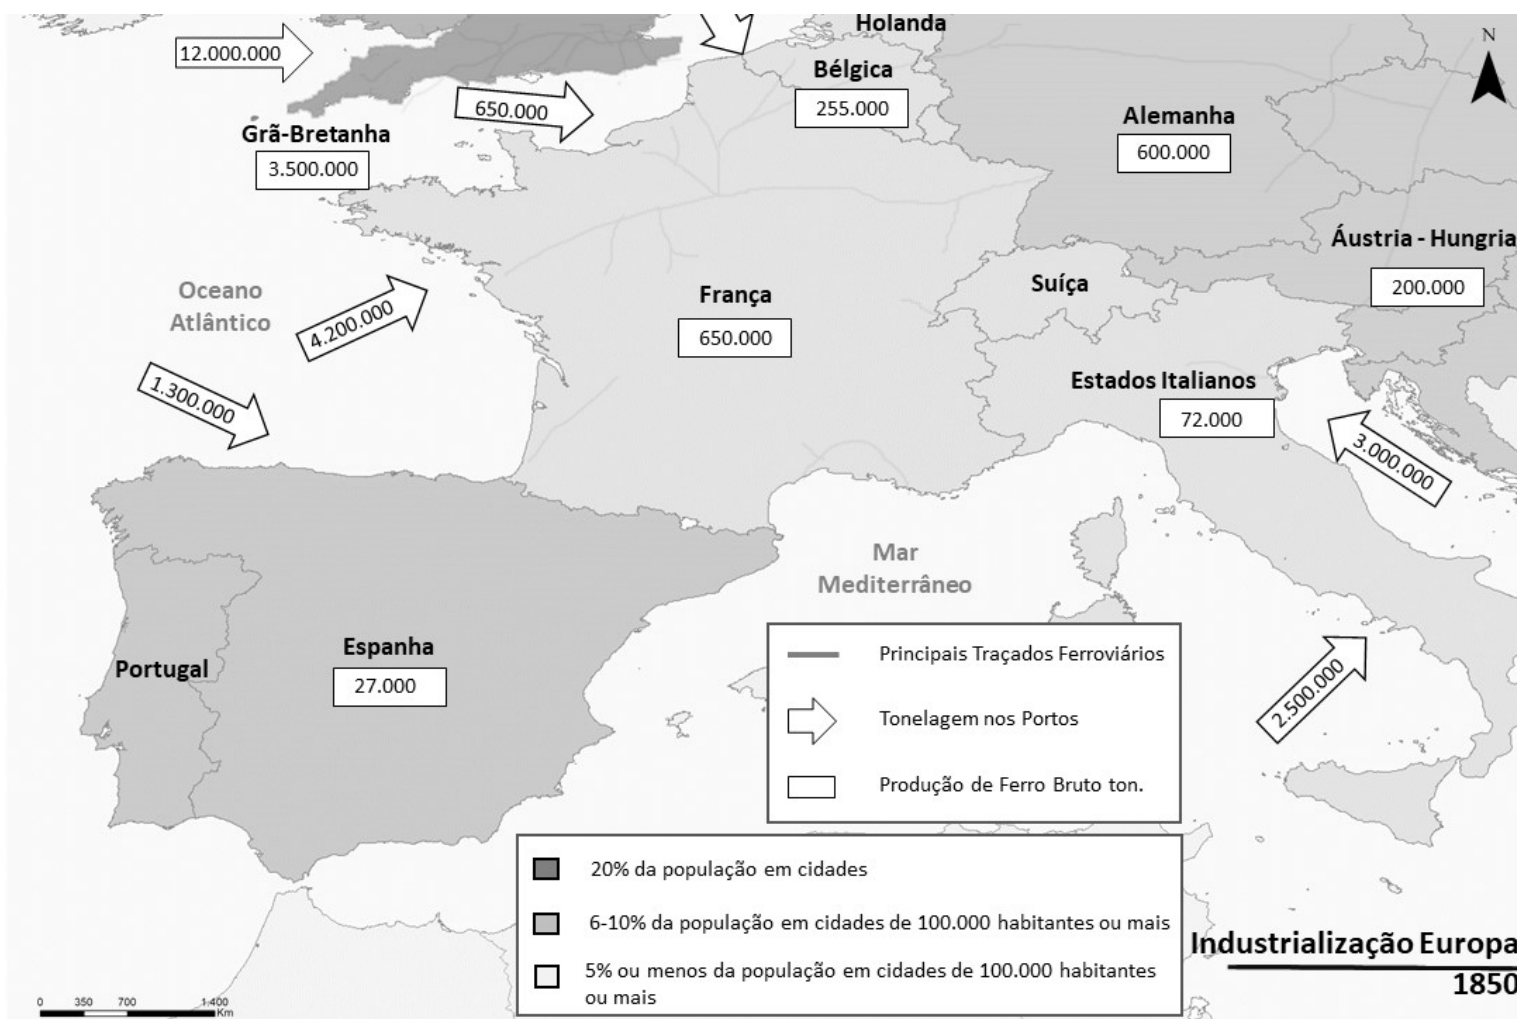 Holanda
N
12.000.000
Bélgica
255.000
650.000
Alemanha
600.000
Grã-Bretanha
3.500.000
Áustria - Hungria
200.000
Oceano
Atlântico
4.200.000
França
650.000
Suíça
1.300.000
Estados Italianos
72.000
3.000.000
Mar
Mediterrâneo
Portugal
Espanha
27.000
2.500.000
Principais Traçados Ferroviários
Tonelagem nos Portos
Produção de Ferro Bruto ton.
20% da população em cidades
6-10% da população em cidades de 100.000 habitantes ou mais
5% ou menos da população em cidades de 100.000 habitantes
ou mais
Industrialização Europa
1850
0 350 700 1.400
Km